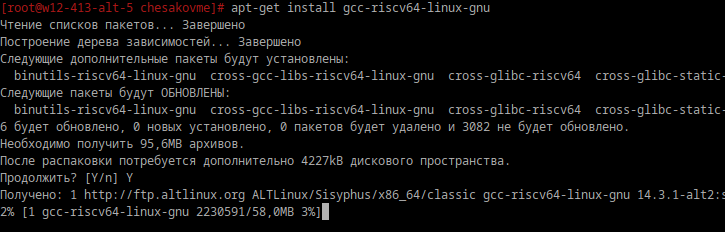 [root@w12-413-alt-5 chesakovme]# apt-get install gcc-riscv64-linux-gnu
Чтение списков пакетов... Завершено
Построение дерева зависимостей... Завершено
Следующие дополнительные пакеты будут установлены:
binutils-riscv64-linux-gnu cross-gcc-libs-riscv64-linux-gnu cross-glibc-riscv64 cross-glibc-static-
Следующие пакеты будут ОБНОВЛЕНЫ:
binutils-riscv64-linux-gnu cross-gcc-libs-riscv64-linux-gnu cross-glibc-riscv64 cross-glibc-static-
6 будет обновлено, 0 новых установлено, 0 пакетов будет удалено и 3082 не будет обновлено.
Необходимо получить 95,6MB архивов.
После распаковки потребуется дополнительно 4227kB дискового пространства.
Продолжить? [Y/n] Y
Получено: 1 http://ftp.altlinux.org ALTLinux/Sisyphus/x86_64/classic gcc-riscv64-linux-gnu 14.3.1-alt2:s
2% [1 gcc-riscv64-linux-gnu 2230591/58,0MB 3%]